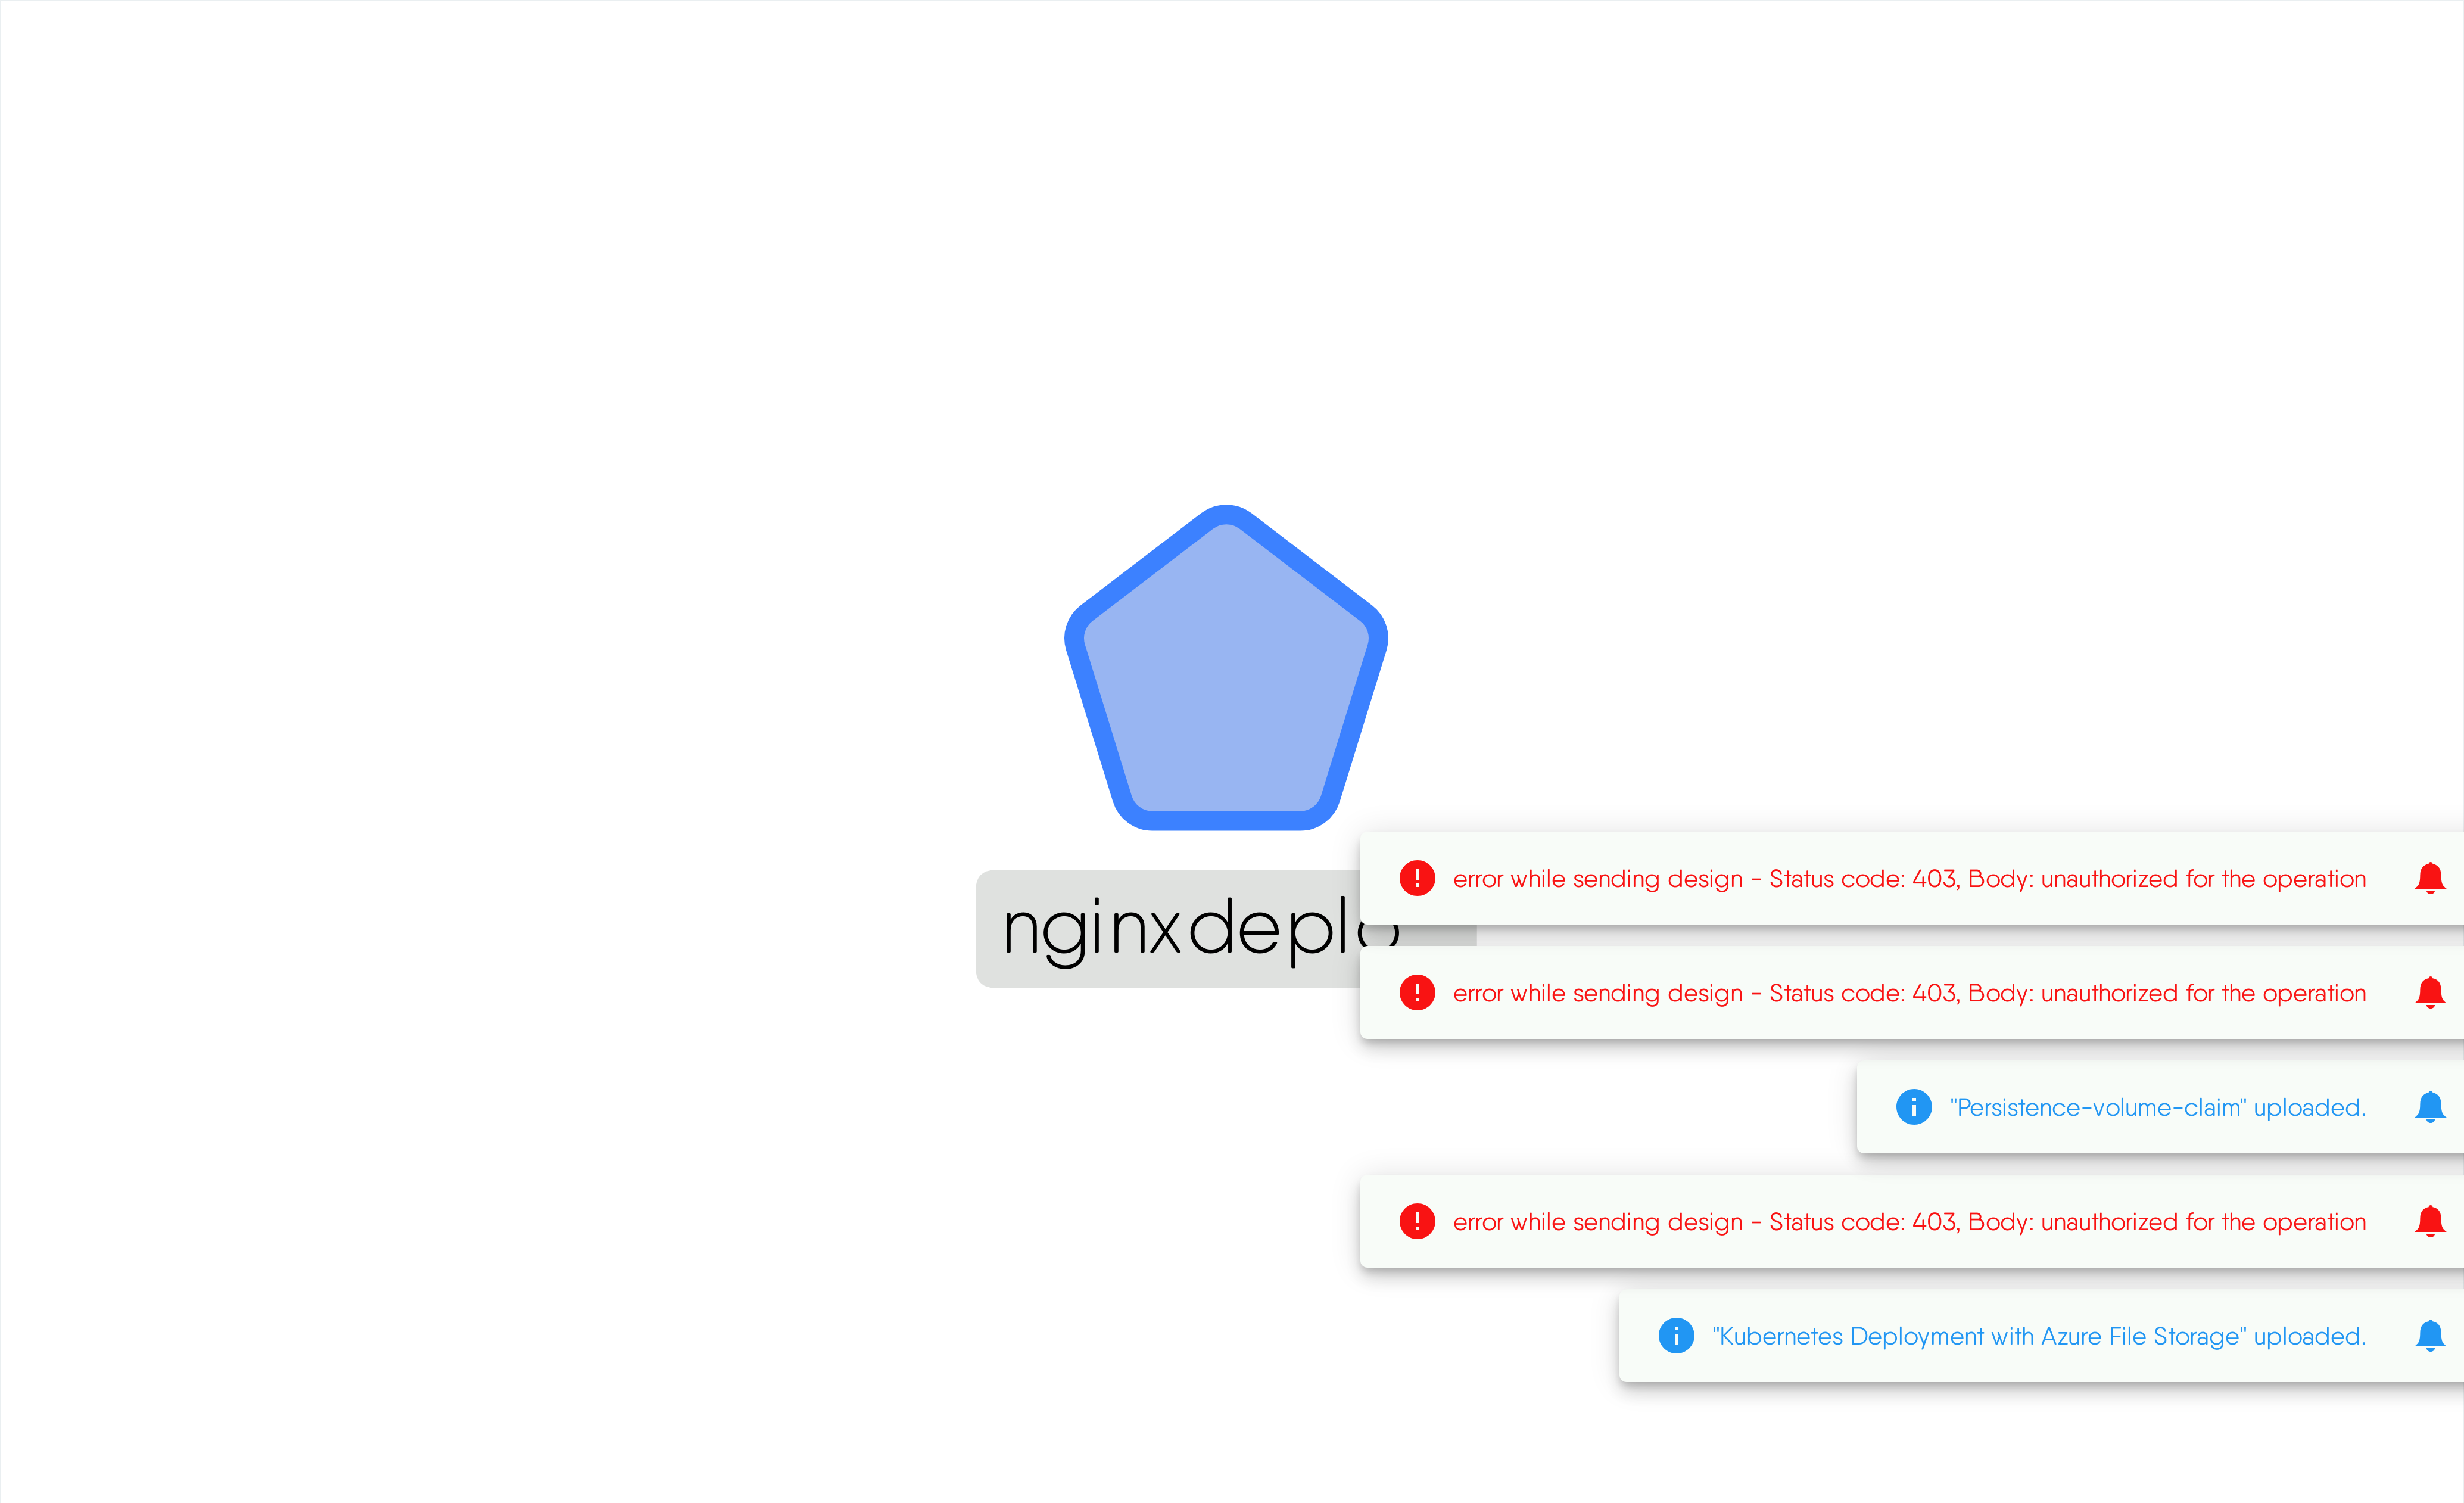 nginxdeplo
error while sending design - Status code: 403, Body: unauthorized for the operation
error while sending design - Status code: 403, Body: unauthorized for the operation
"Persistence-volume-claim" uploaded.
error while sending design - Status code: 403, Body: unauthorized for the operation
"Kubernetes Deployment with Azure File Storage" uploaded.